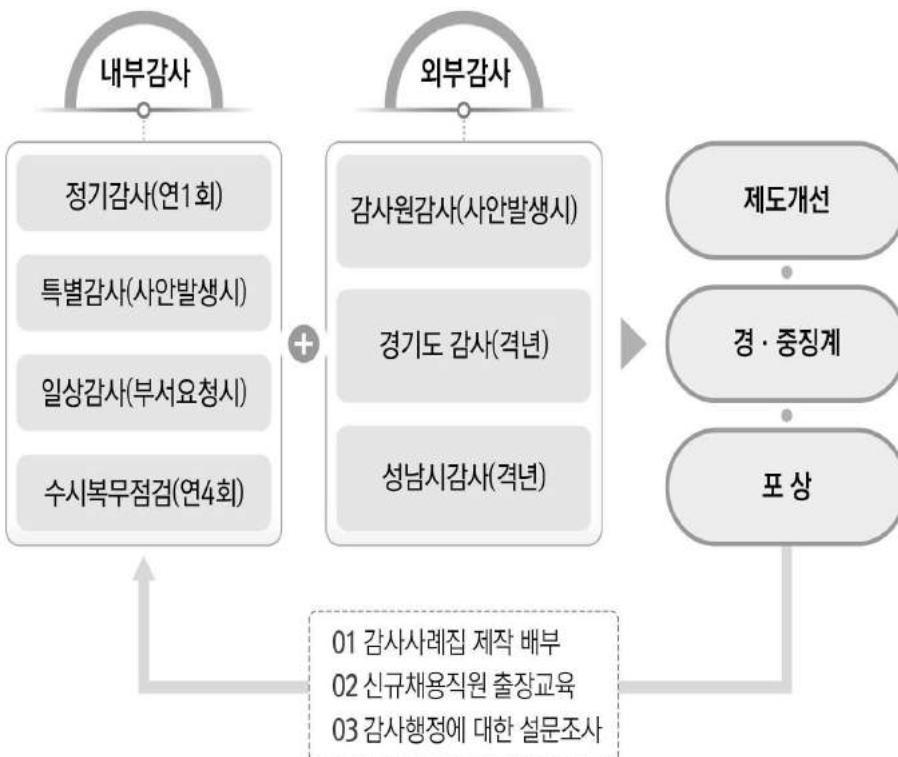 내부감사
정기감사(연1회)
특별감사(사안발생시)
일상감사(부서요청시)
수시복무점검(연4회)
+
외부감사
감사원감사(사안발생시)
경기도 감사(격년)
성남시감사(격년)
제도개선
경 · 중징계
포 상
01 감사사례집 제작 배부
02 신규채용직원 출장교육
03 감사행정에 대한 설문조사